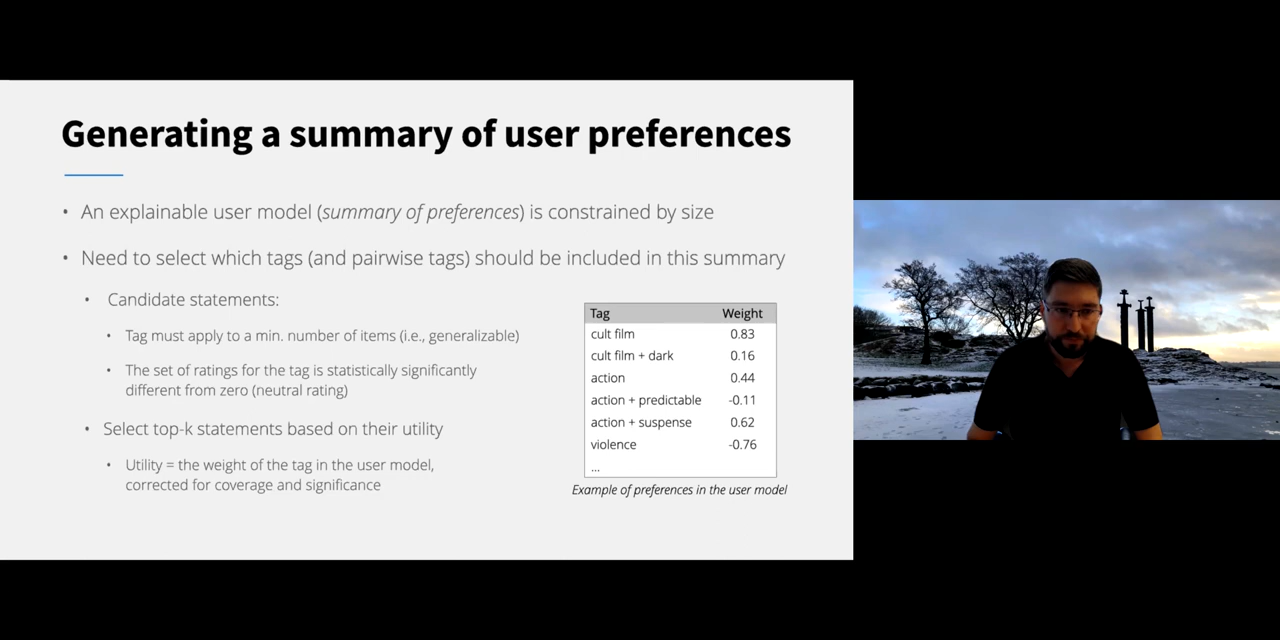 Generating a summary of user preferences
• An explainable user model (summary of preferences) is constrained by size
• Need to select which tags (and pairwise tags) should be included in this summary
• Candidate statements:
• Tag must apply to a min. number of items (i.e., generalizable)
• The set of ratings for the tag is statistically significantly
different from zero (neutral rating)
• Select top-k statements based on their utility
• Utility = the weight of the tag in the user model,
corrected for coverage and significance
Tag Weight
cult film 0.83
cult film + dark 0.16
action 0.44
action + predictable -0.11
action + suspense 0.62
violence -0.76
...
Example of preferences in the user model